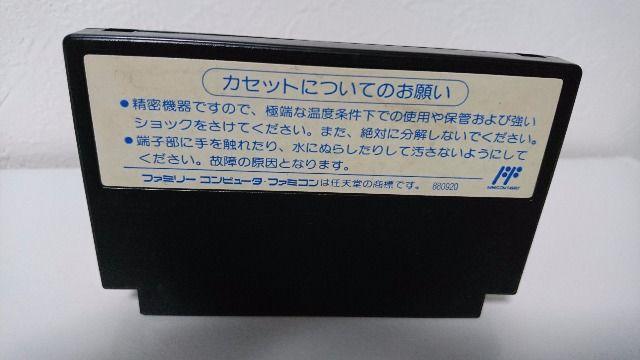 カセットについてのお願い
●精密機器ですので、極端な温度条件下での使用や保管および強い
ショックをさけてください。また、絶対に分解しないでください。
●端子部に手を触れたり、水にぬらしたりして汚さないようにして
ください。故障の原因となります。
ファミリー コンピュータ・ファミコンは任天堂の商標です。 880920